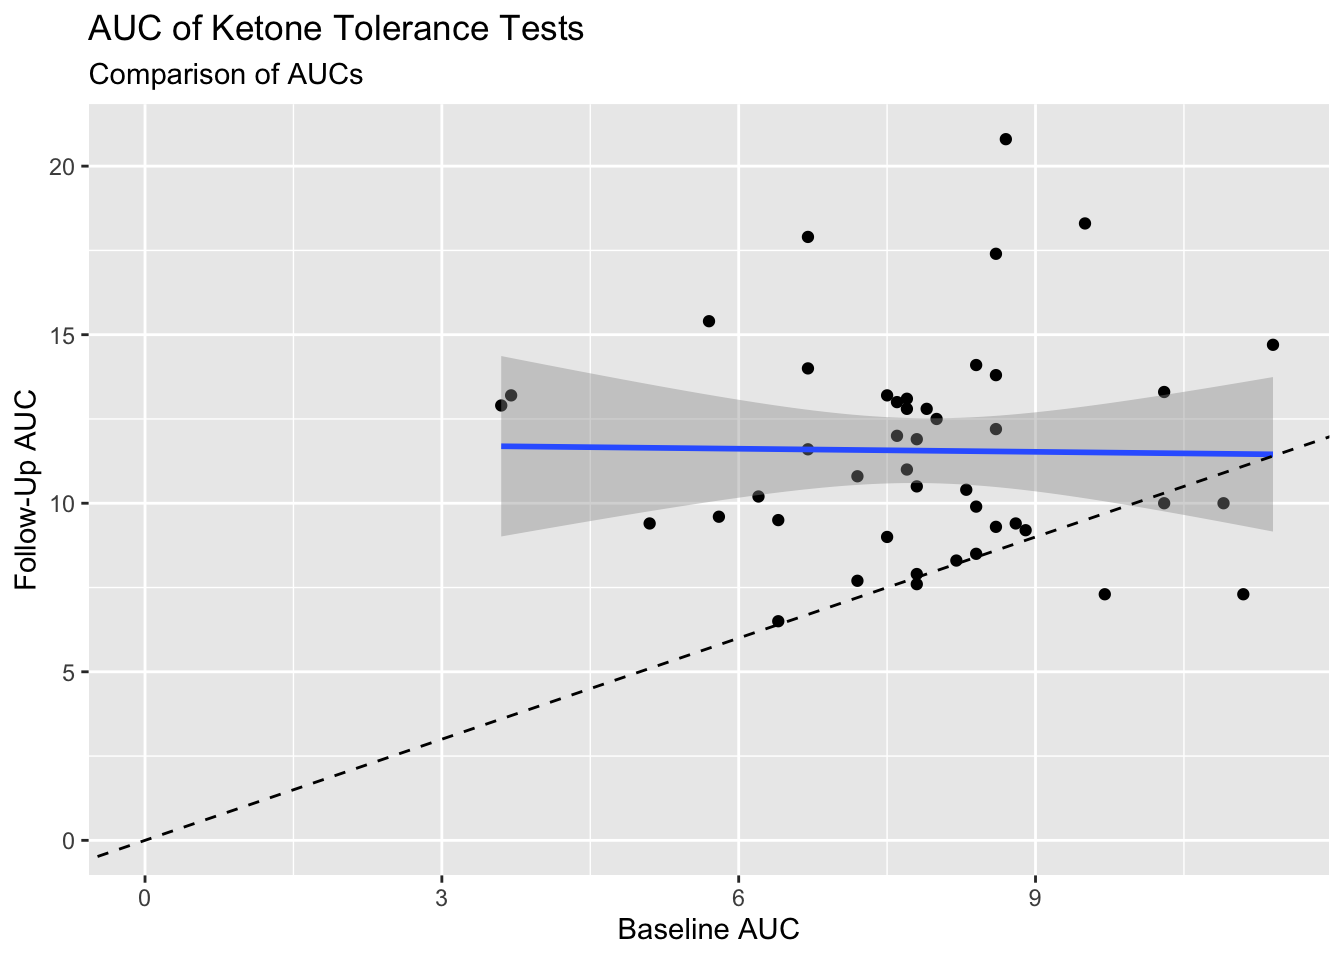 AUC of Ketone Tolerance Tests
Comparison of AUCs
20
15
10
5
0
Follow-Up AUC
0 3 6 9
Baseline AUC